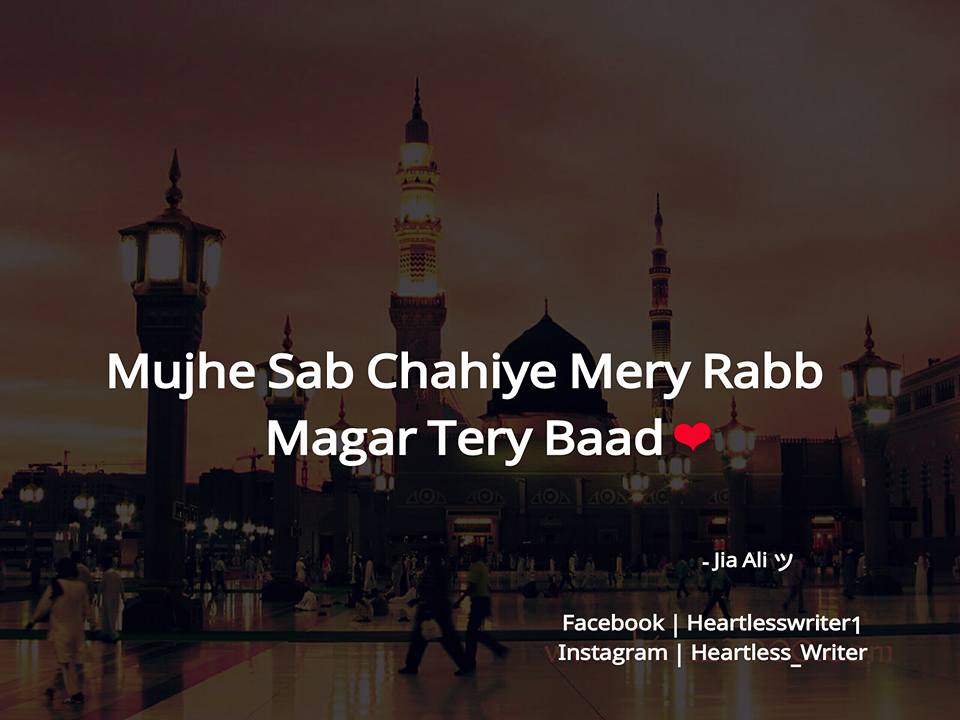 Mujhe Sab Chahiye Mery Rabb
Magar Tery Baad ❤
- Jia Ali ツ
Facebook | Heartlesswriter1
Instagram | Heartless_Writer